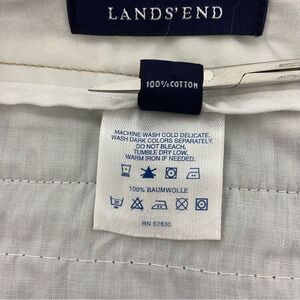 LANDS' END
100% COTTON
MACHINE WASH COLD DELICATE.
WASH DARK COLORS SEPARATELY.
DO NOT BLEACH.
TUMBLE DRY LOW.
WARM IRON IF NEEDED.
100% BAUMWOLLE
RN 62830